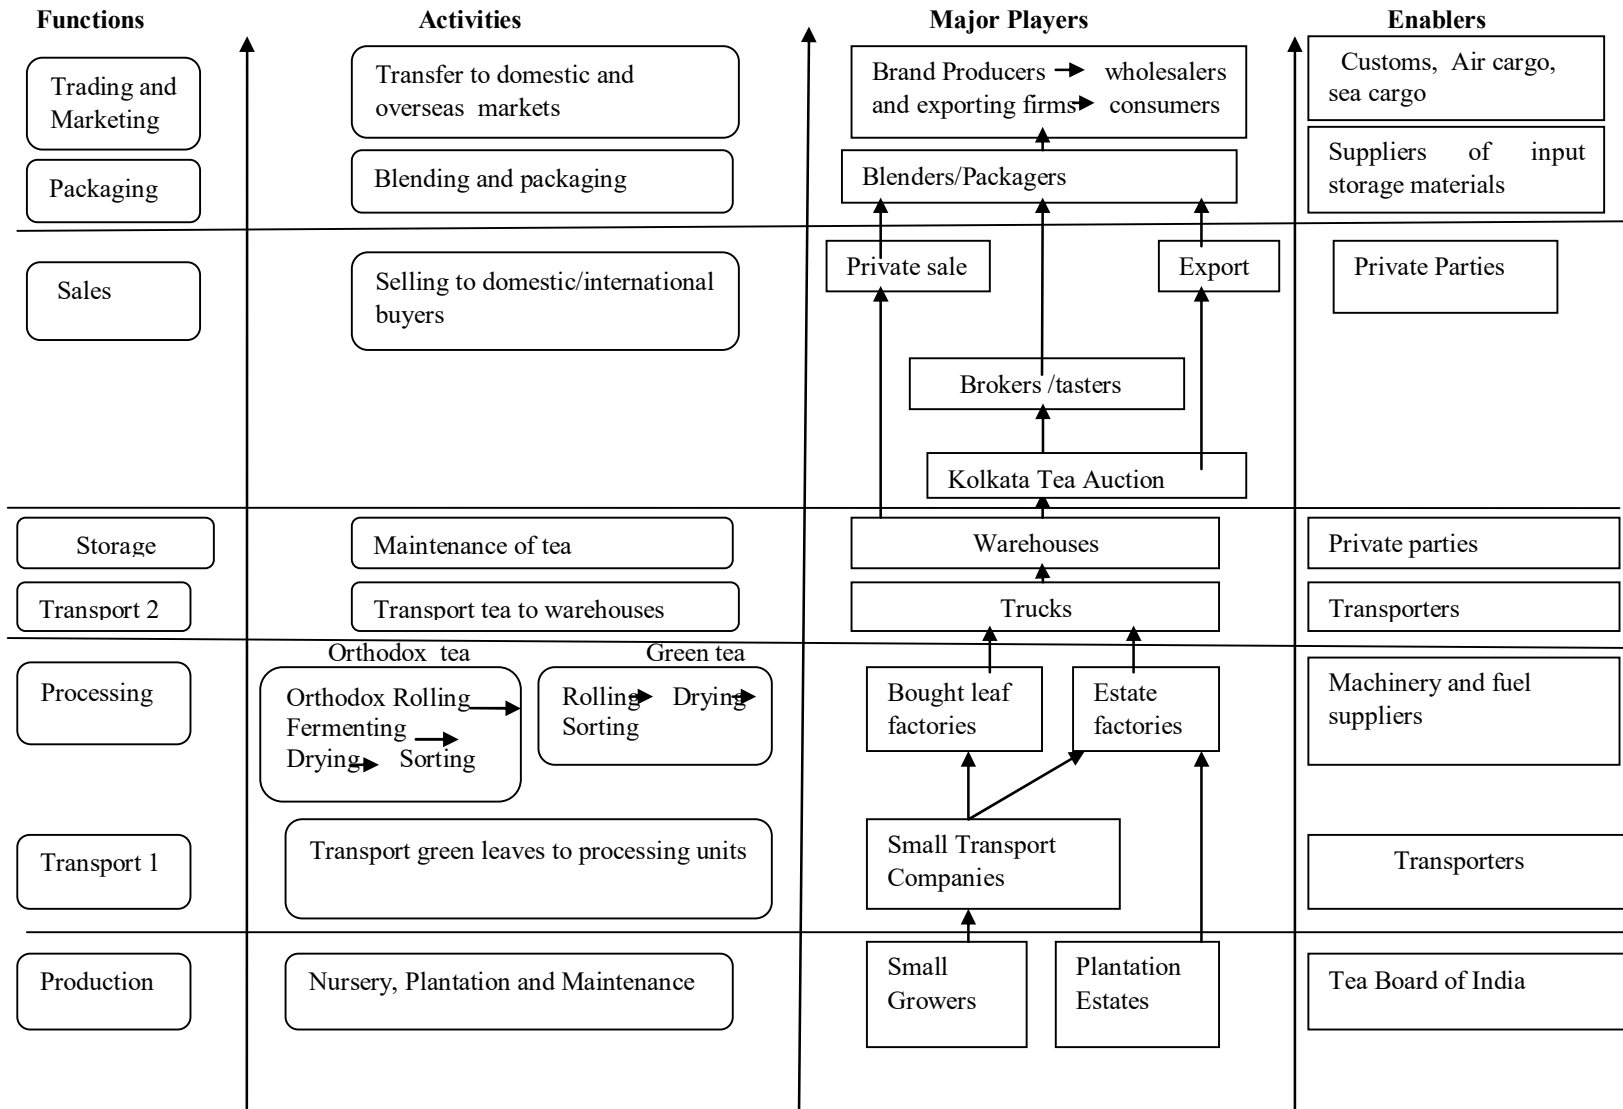 Functions
Activities
Major Players
Enablers
Trading and
Marketing
Transfer to domestic and
overseas markets
Brand Producers wholesalers
and exporting firms consumers
Customs, Air cargo,
sea cargo
Packaging
Blending and packaging
Blenders/Packagers
Suppliers of input
storage materials
Sales
Selling to domestic/international
buyers
Private sale
Export
Private Parties
Brokers /tasters
Kolkata Tea Auction
Storage
Maintenance of tea
Warehouses
Private parties
Transport 2
Transport tea to warehouses
Trucks
Transporters
Orthodox tea
Green tea
Processing
Orthodox Rolling
Fermenting
Drying Sorting
Rolling Drying
Sorting
Bought leaf
factories
Estate
factories
Machinery and fuel
suppliers
Transport 1
Transport green leaves to processing units
Small Transport
Companies
Transporters
Production
Nursery, Plantation and Maintenance
Small
Growers
Plantation
Estates
Tea Board of India